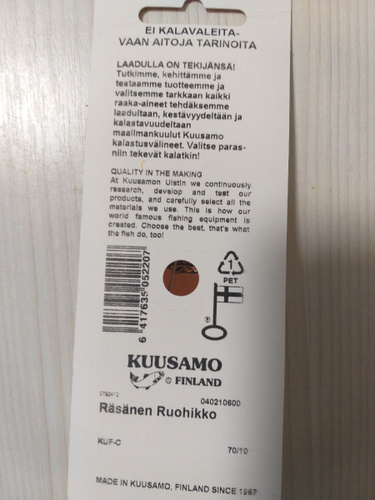 EI KALAVALEITA-
VAAN AITOJA TARINOITA
LAADULLA ON TEKIJÄNSÄ!
Tutkimme, kehittämme ja
testaamme tuotteemme ja
valitsemme tarkkaan kaikki
raaka-aineet tehdäksemme
laadultaan, kestävyydeltään ja
kalastavuudeltaan
maailmankuulut Kuusamo
kalastusvälineet. Valitse paras-
niin tekevät kalatkin!
QUALITY IN THE MAKING
At Kuusamon Uistin we continuously
research, develop and test our
products, and carefully select all the
materials we use. This is how our
world famous fishing equipment is
created. Choose the best, that's what
the fish do, too!
6 417635 052207
1
PET
KUUSAMO
FINLAND
040210600
Räsänen Ruohikko
KUF-C
70/10
MADE IN KUUSAMO, FINLAND SINCE 1967